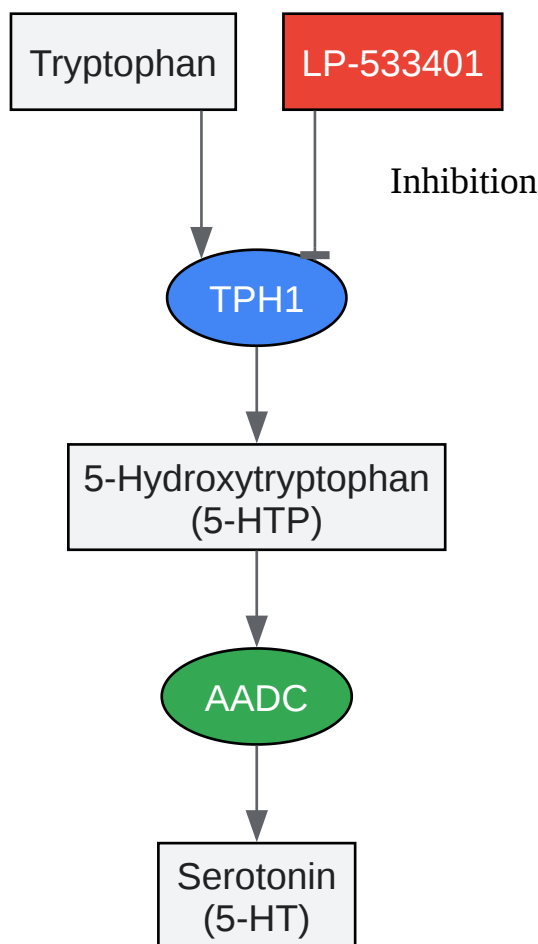 Tryptophan
LP-533401
Inhibition
TPH1
5-Hydroxytryptophan
(5-HTP)
AADC
Serotonin
(5-HT)